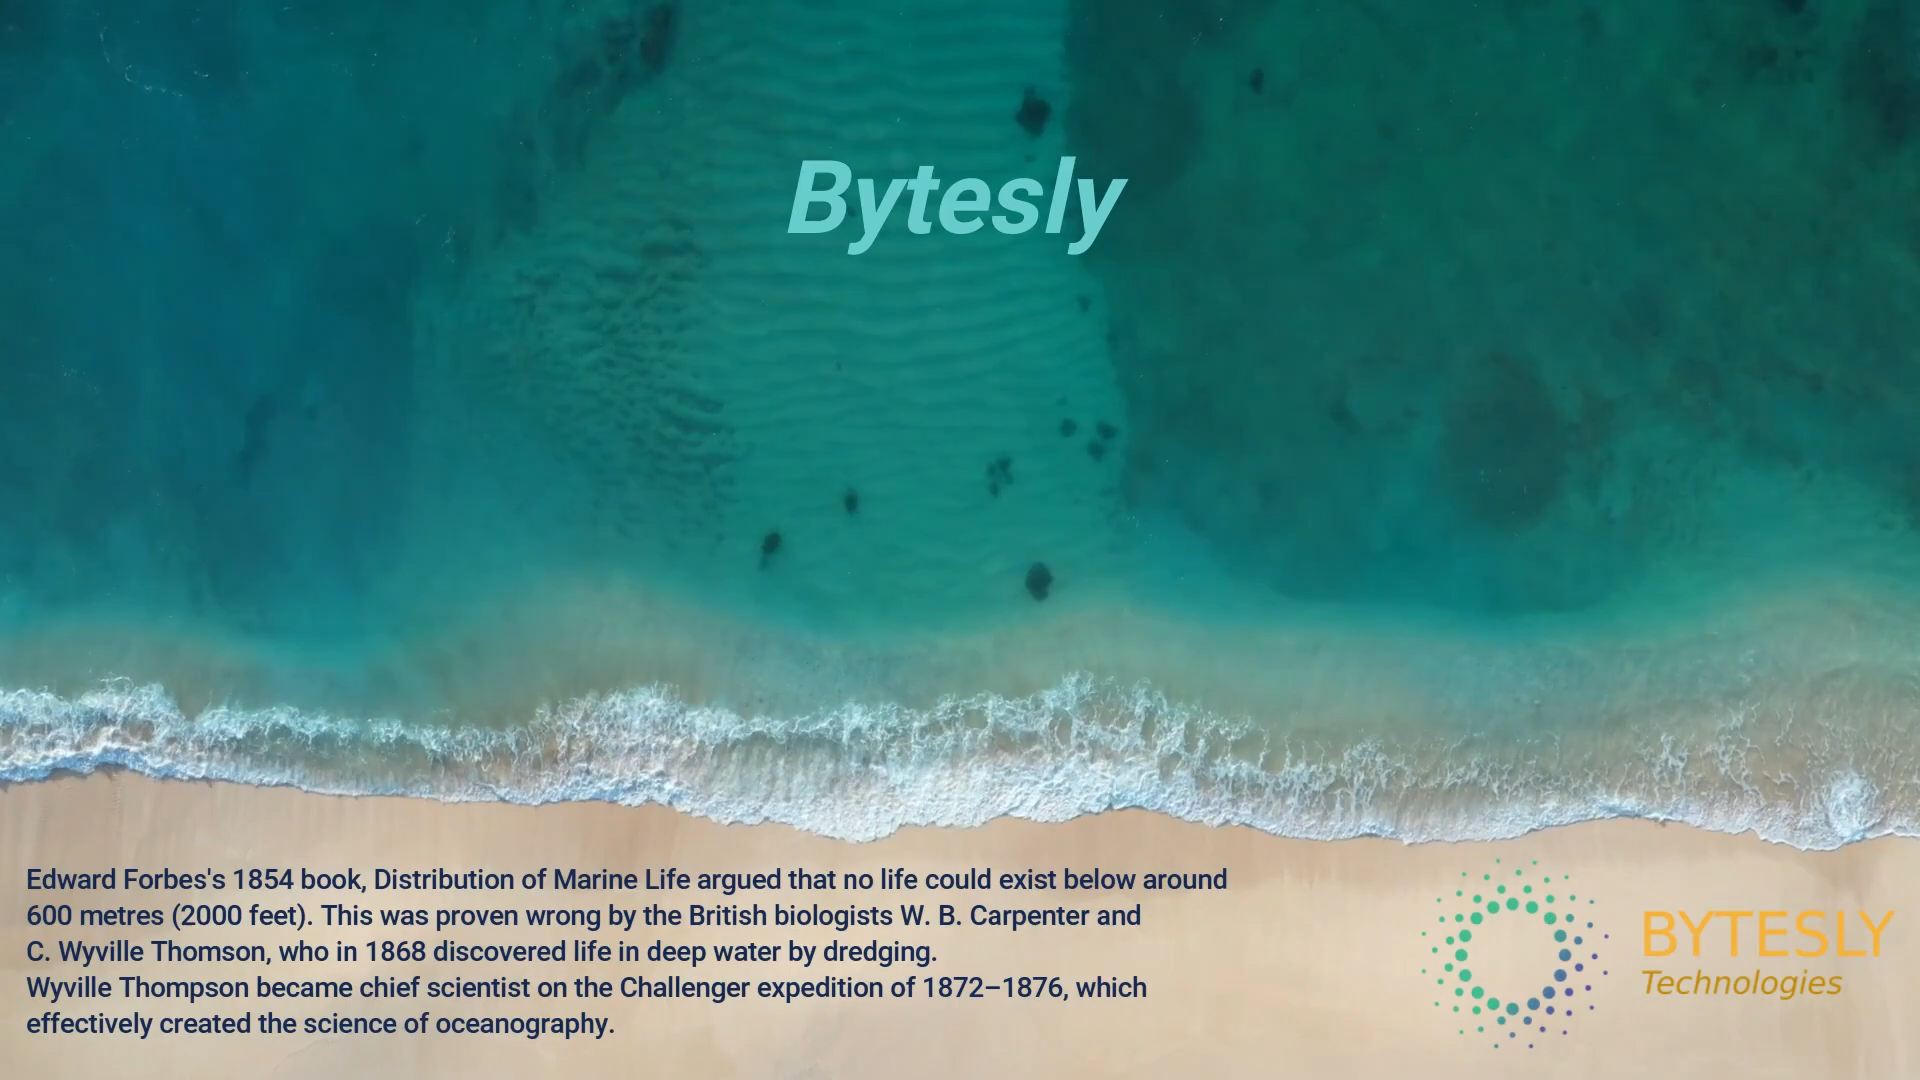 Bytesly
Edward Forbes's 1854 book, Distribution of Marine Life argued that no life could exist below around
600 metres (2000 feet). This was proven wrong by the British biologists W. B. Carpenter and
C. Wyville Thomson, who in 1868 discovered life in deep water by dredging.
Wyville Thompson became chief scientist on the Challenger expedition of 1872–1876, which
effectively created the science of oceanography.
BYTESLY
Technologies